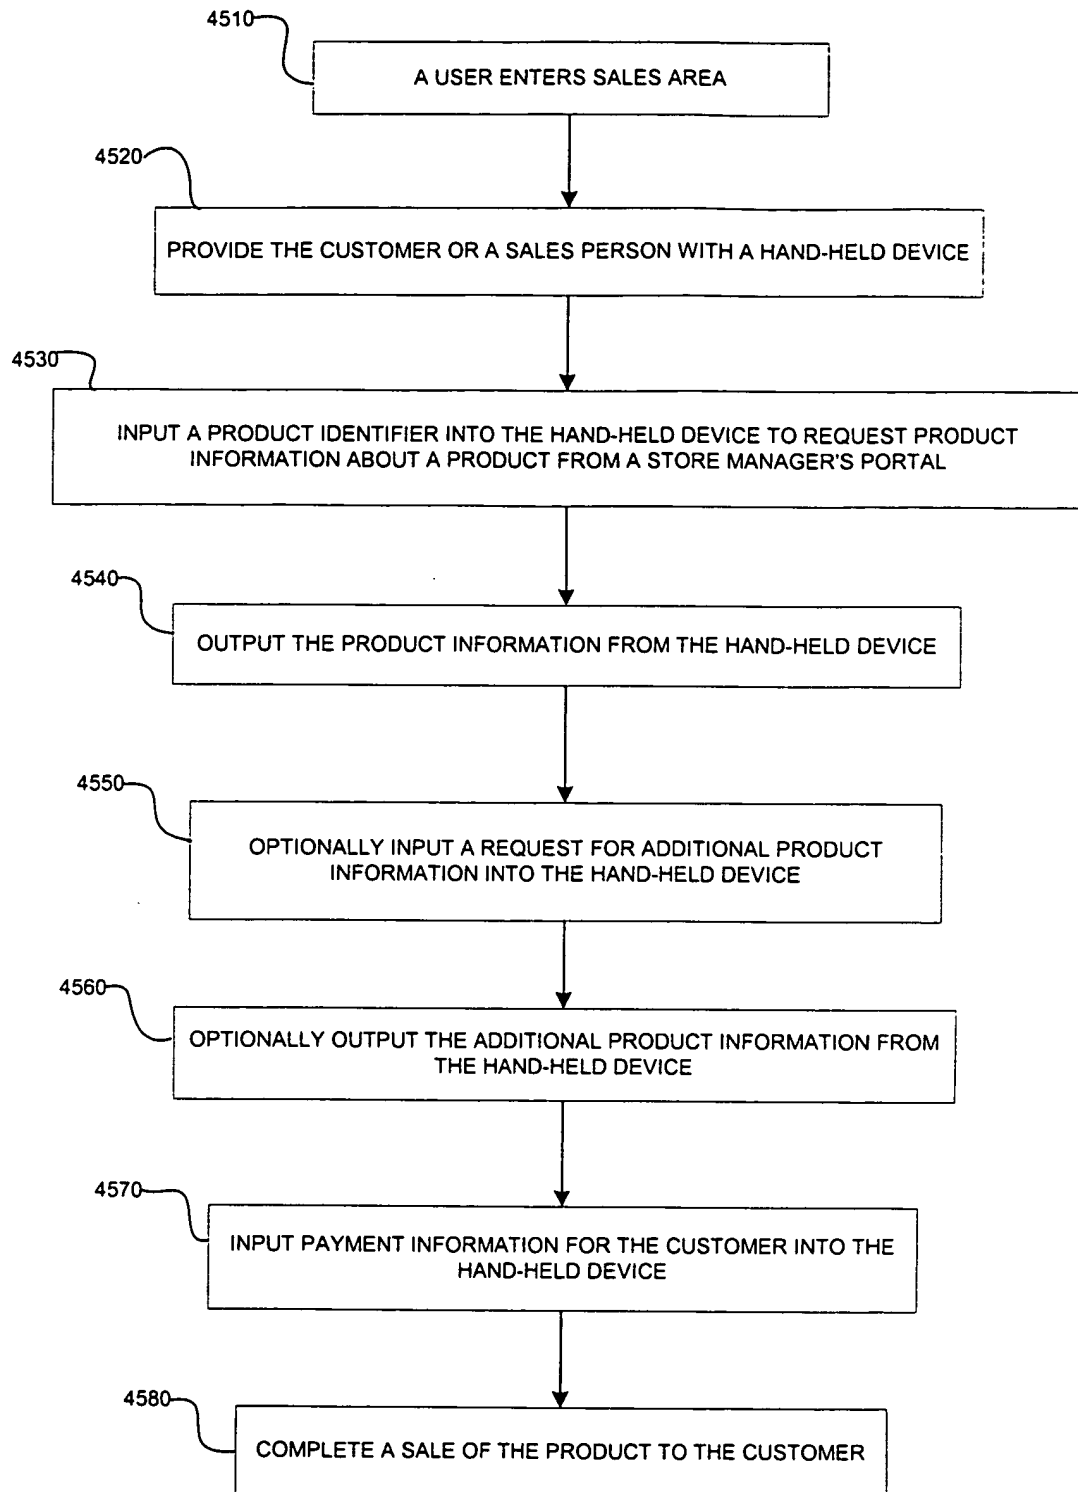 4510
A USER ENTERS SALES AREA
4520
PROVIDE THE CUSTOMER OR A SALES PERSON WITH A HAND-HELD DEVICE
4530
INPUT A PRODUCT IDENTIFIER INTO THE HAND-HELD DEVICE TO REQUEST PRODUCT
INFORMATION ABOUT A PRODUCT FROM A STORE MANAGER'S PORTAL
4540
OUTPUT THE PRODUCT INFORMATION FROM THE HAND-HELD DEVICE
4550
OPTIONALLY INPUT A REQUEST FOR ADDITIONAL PRODUCT
INFORMATION INTO THE HAND-HELD DEVICE
4560
OPTIONALLY OUTPUT THE ADDITIONAL PRODUCT INFORMATION FROM
THE HAND-HELD DEVICE
4570
INPUT PAYMENT INFORMATION FOR THE CUSTOMER INTO THE
HAND-HELD DEVICE
4580
COMPLETE A SALE OF THE PRODUCT TO THE CUSTOMER